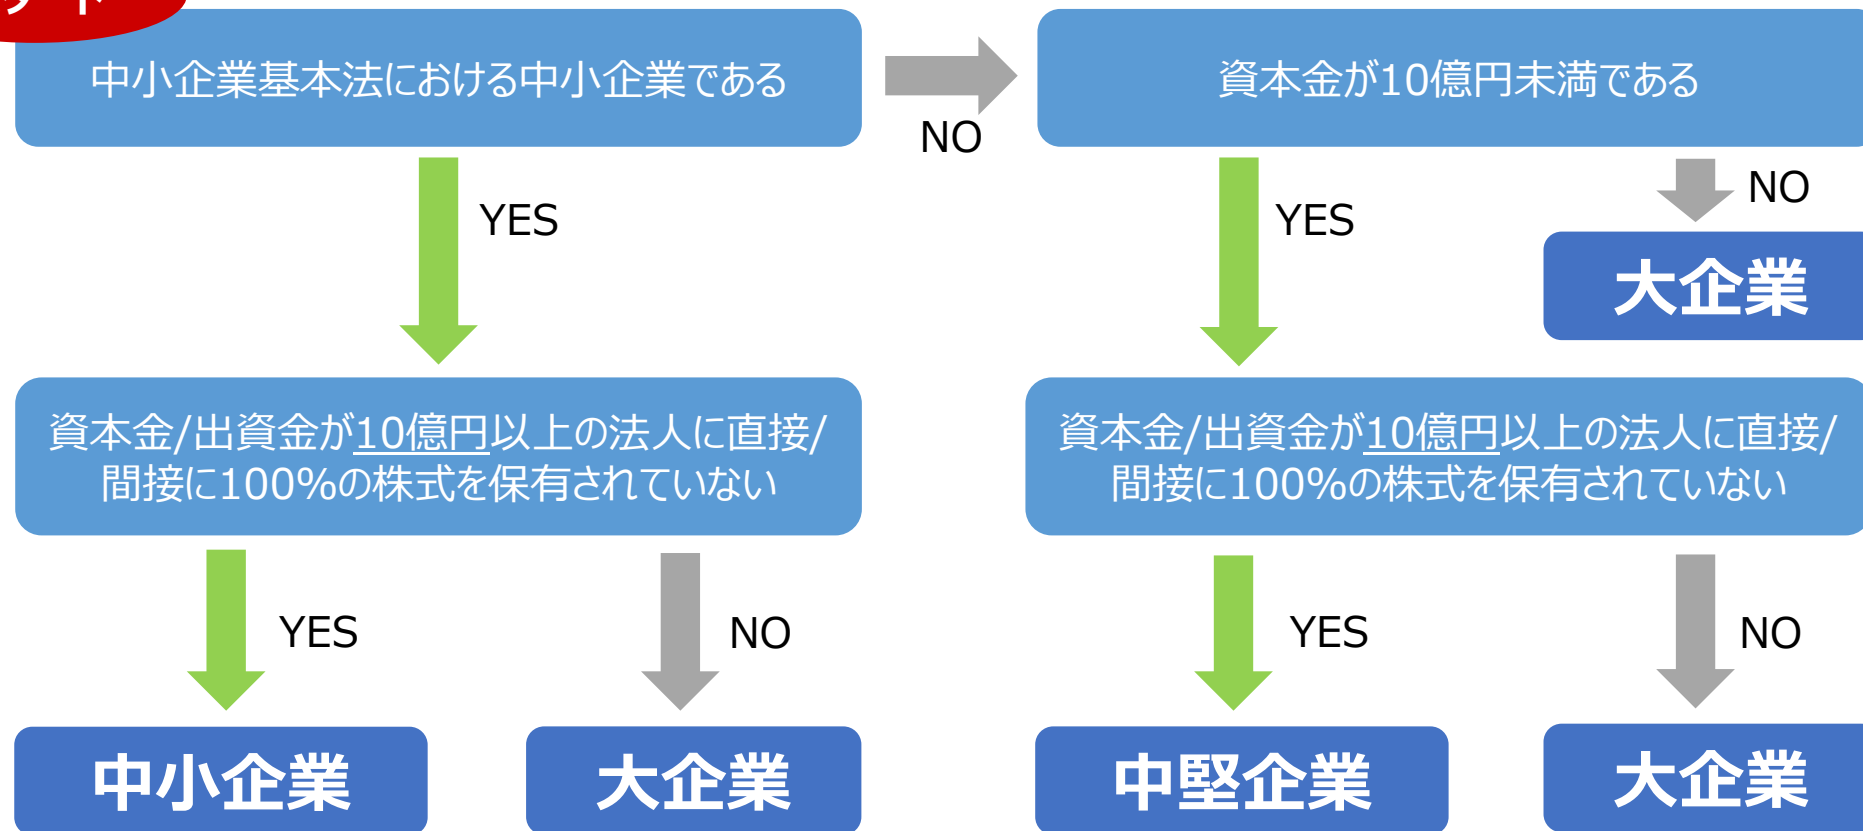 中小企業基本法における中小企業である
NO
資本金が10億円未満である
YES
YES
NO
大企業
資本金/出資金が10億円以上の法人に直接/
間接に100%の株式を保有されていない
資本金/出資金が10億円以上の法人に直接/
間接に100%の株式を保有されていない
YES
NO
YES
NO
中小企業
大企業
中堅企業
大企業